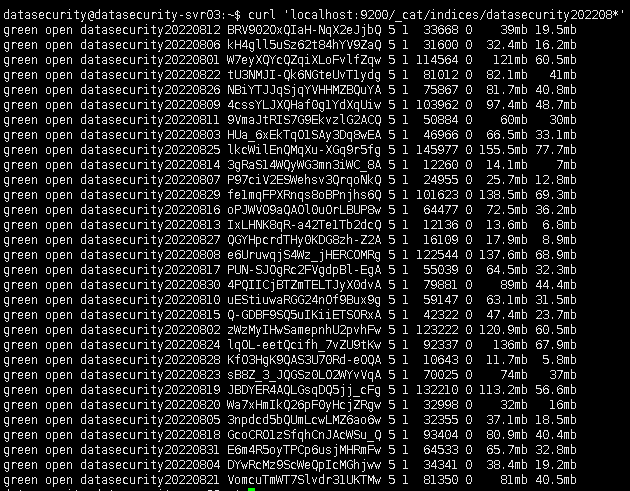 datasecurity@datasecurity-svr03:~$ curl 'localhost:9200/_cat/indices/datasecurity202208*'
green open datasecurity20220812 BRV902OxQIaH-NqX2eJjbQ 5 1 33668 0 39mb 19.5mb
green open datasecurity20220806 kH4gll5uSz62t84hYV9ZaQ 5 1 31600 0 32.4mb 16.2mb
green open datasecurity20220801 W7eyXQYcQZqiXLoFvlfZqw 5 1 114564 0 121mb 60.5mb
green open datasecurity20220822 tU3NMJI-Qk6NGteUvTlydg 5 1 81012 0 82.1mb 41mb
green open datasecurity20220826 NBiYTJJqSjqYVHHMZBQuYA 5 1 75867 0 81.7mb 40.8mb
green open datasecurity20220809 4cssYLJXQHaf0glYdXqUiw 5 1 103962 0 97.4mb 48.7mb
green open datasecurity20220811 9VmaJtRIS7G9EkvzlG2ACQ 5 1 50884 0 60mb 30mb
green open datasecurity20220803 HUa_6xEkTqOlSAy3Dq8wEA 5 1 46966 0 66.5mb 33.1mb
green open datasecurity20220825 lkcWilEnQMqXu-XGq9r5fg 5 1 145977 0 155.5mb 77.7mb
green open datasecurity20220814 3gRaS14WQyWG3mn3iWC_8A 5 1 12260 0 14.1mb 7mb
green open datasecurity20220807 P97ciV2ESWehsv3QrqoNkQ 5 1 24955 0 25.7mb 12.8mb
green open datasecurity20220829 felmqFPXRnqs8oBPnjhs6Q 5 1 101623 0 138.5mb 69.3mb
green open datasecurity20220816 oPJWVO9aQAOl0uOrLBUP8w 5 1 64477 0 72.5mb 36.2mb
green open datasecurity20220813 IxLHNK8qR-a42TelTb2dcQ 5 1 12136 0 13.6mb 6.8mb
green open datasecurity20220827 QGYHpcrdTHy0KDG8zh-Z2A 5 1 16109 0 17.9mb 8.9mb
green open datasecurity20220808 e6UruwqjS4Wz_jHERCOMRg 5 1 122544 0 137.6mb 68.9mb
green open datasecurity20220817 PUN-SJOgRc2FVgdpBl-EgA 5 1 55039 0 64.5mb 32.3mb
green open datasecurity20220830 4PQIICjBTZmTELTJyX0dvA 5 1 79881 0 89mb 44.4mb
green open datasecurity20220810 uEStiuwaRGG24nOf9Bux9g 5 1 59147 0 63.1mb 31.5mb
green open datasecurity20220815 Q-GDBF9SQ5uIKiiETSORxA 5 1 42322 0 47.4mb 23.7mb
green open datasecurity20220802 zWzMyIHwSamepnhU2pvhFw 5 1 123222 0 120.9mb 60.5mb
green open datasecurity20220824 lqOL-eetQcifh_7vZU9tKw 5 1 92337 0 136mb 67.9mb
green open datasecurity20220828 KfO3HgK9QAS3U70Rd-eOQA 5 1 10643 0 11.7mb 5.8mb
green open datasecurity20220823 sB8Z_3_JQGSzOLO2WYvVqA 5 1 70025 0 74mb 37mb
green open datasecurity20220819 JBDYER4AQLGsqDQ5jj_cFg 5 1 132210 0 113.2mb 56.6mb
green open datasecurity20220820 Wa7xHmIkQ26pF0yHcjZRgw 5 1 32998 0 32mb 16mb
green open datasecurity20220805 3npdcd5bQUmLcwLMZ6ao6w 5 1 32355 0 37.1mb 18.5mb
green open datasecurity20220818 GcoCRO1zSfqhCnJAcWSu_Q 5 1 93404 0 80.9mb 40.4mb
green open datasecurity20220831 E6m4R5oyTPCp6usjMHRmFw 5 1 64533 0 65.7mb 32.8mb
green open datasecurity20220804 DYwRcMz9ScWeQpIcMGhjww 5 1 34341 0 38.4mb 19.2mb
green open datasecurity20220821 VomcuTmWT7Slvdr31UKTMw 5 1 81350 0 81mb 40.5mb